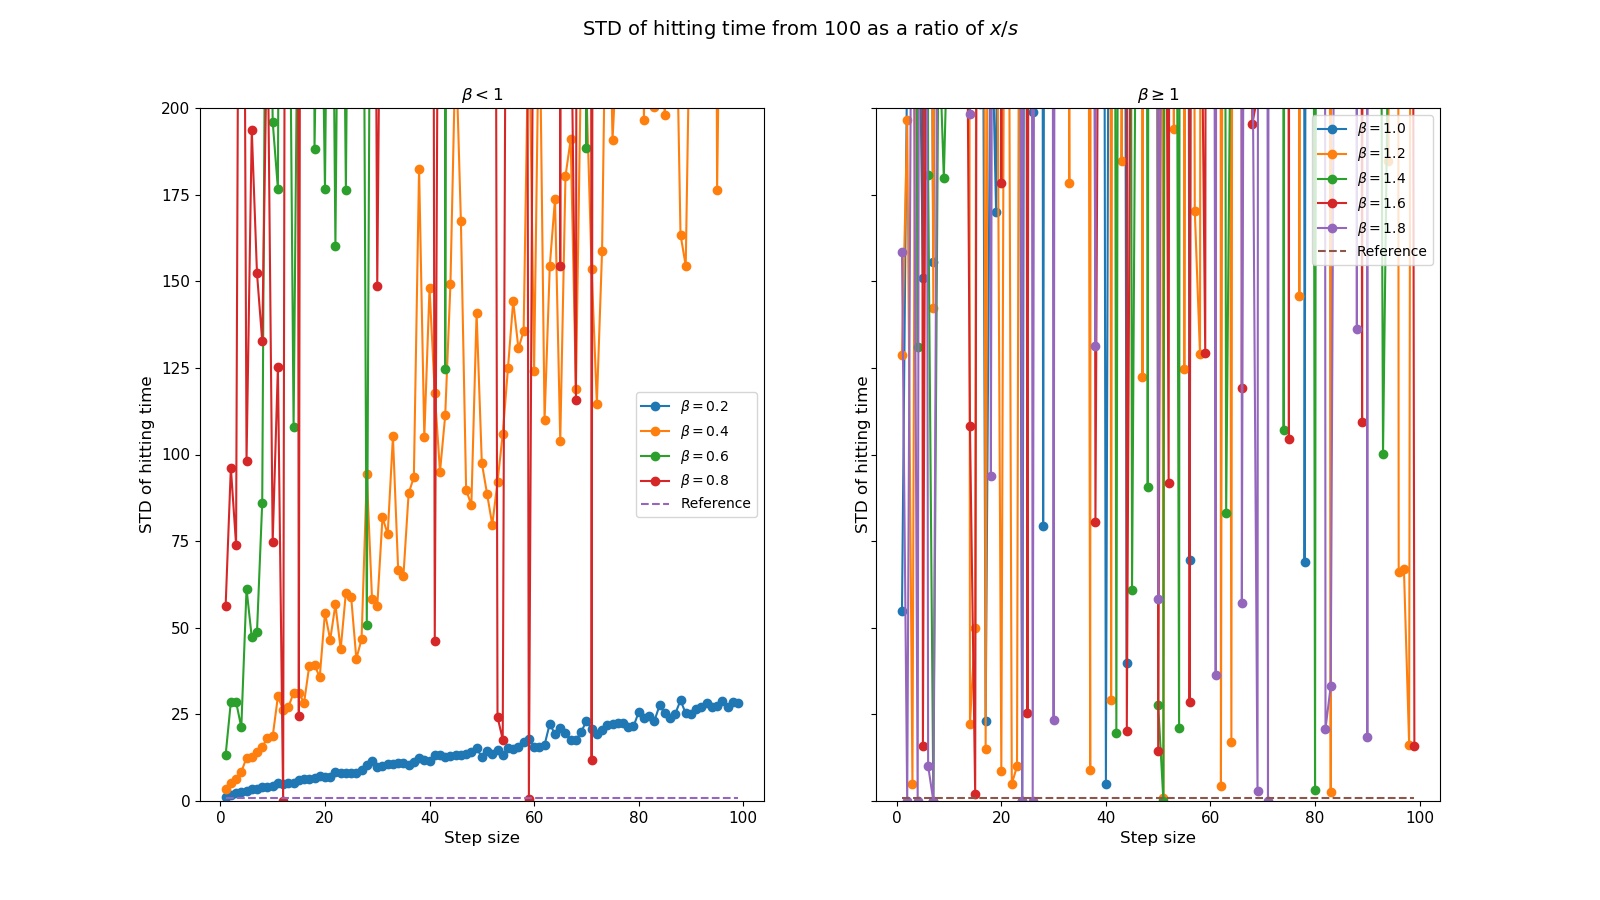 STD of hitting time from 100 as a ratio of x/s
β < 1
STD of hitting time
200
175
150
125
100
75
50
25
0
0 20 40 60 80 100
Step size
β = 0.2
β = 0.4
β = 0.6
β = 0.8
Reference
β ≥ 1
STD of hitting time
0 20 40 60 80 100
Step size
β = 1.0
β = 1.2
β = 1.4
β = 1.6
β = 1.8
Reference